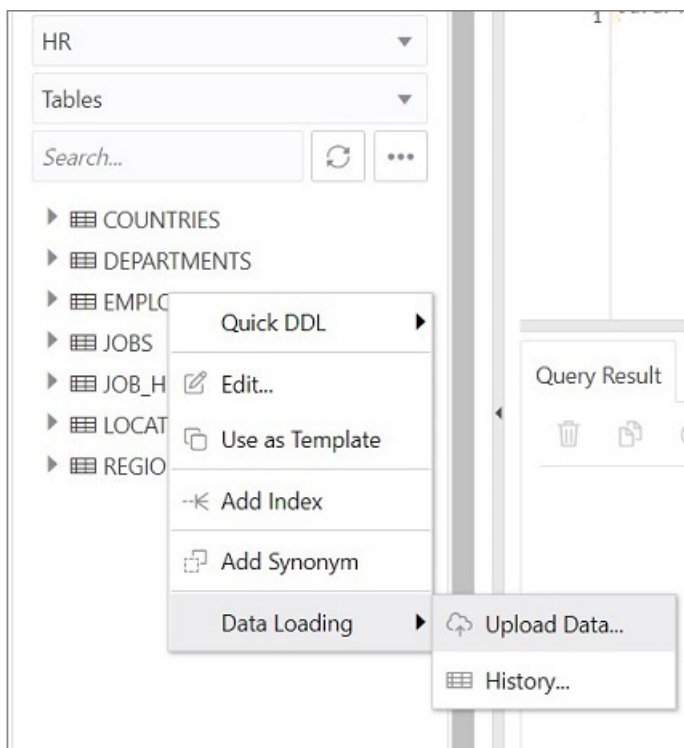 HR
Tables
Search...
COUNTRIES
DEPARTMENTS
EMPLO
JOBS
JOB_H
LOCAT
REGIO
Quick DDL
Edit...
Use as Template
Add Index
Add Synonym
Data Loading
Upload Data...
History...
1
Query Result